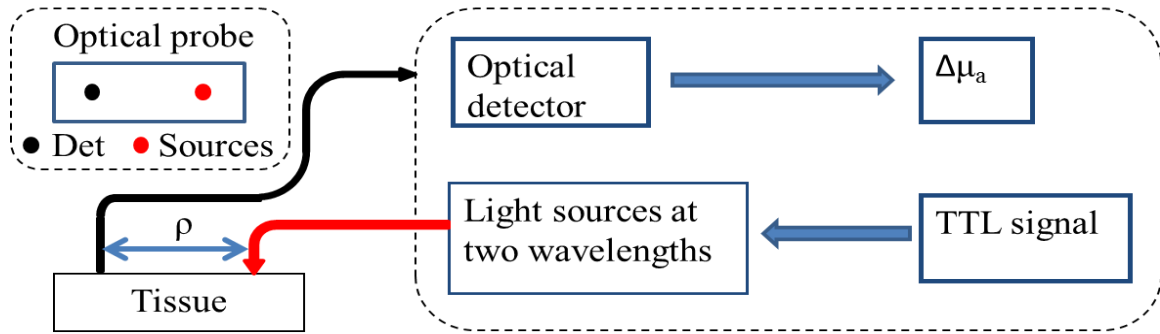 Optical probe
Det
Sources
Optical
detector
Δμa
ρ
Light sources at
two wavelengths
TTL signal
Tissue